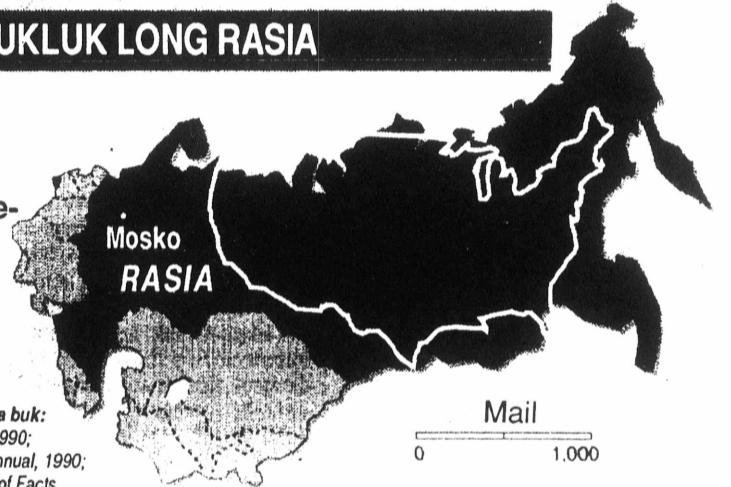 UKLUK LONG RASIA
e-
Mosko
RASIA
a buk:
990;
nnual, 1990;
of Facts
Mail
0 1,000